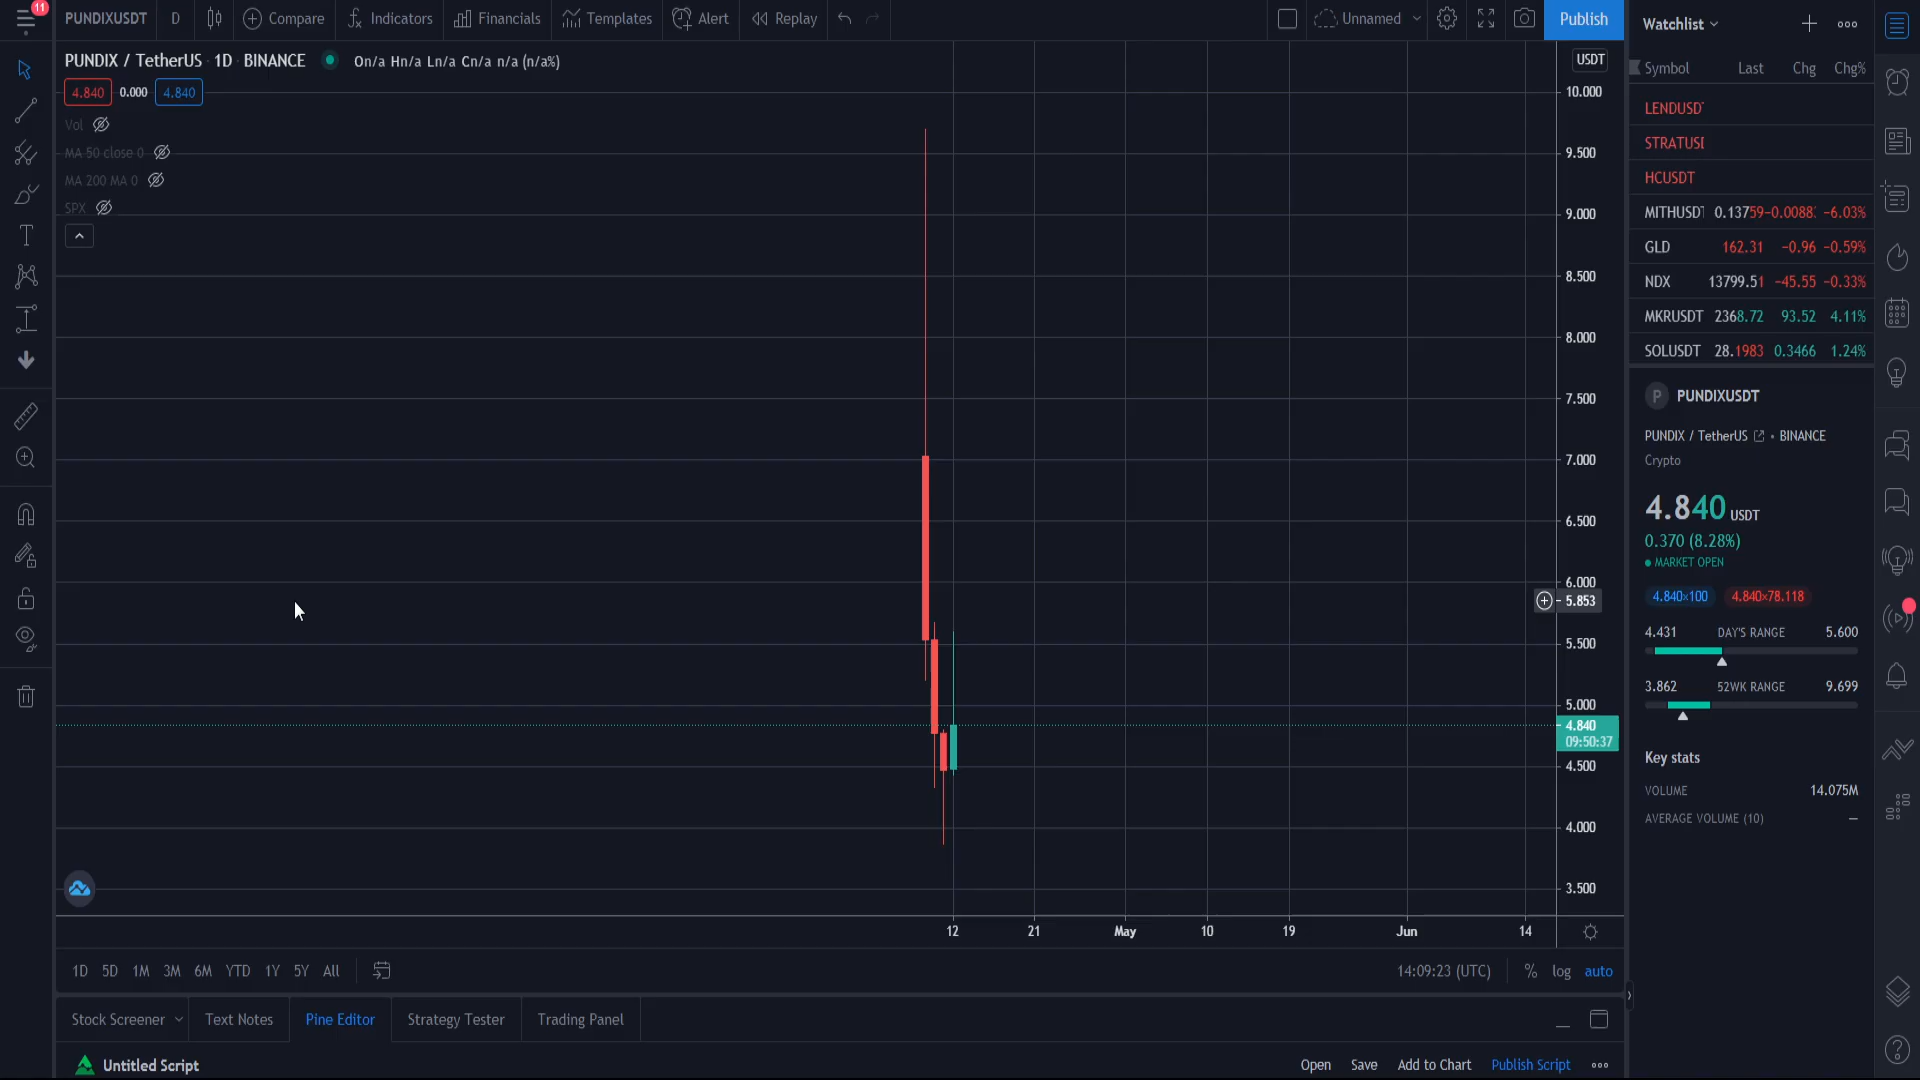 11
PUNDIXUSDT D Compare Indicators Financials Templates Alert Replay Unnamed Publish
PUNDIX / TetherUS · 1D · BINANCE On/a Hn/a Ln/a Cn/a n/a (n/a%)
4.840 0.000 4.840
Vol
MA 50 close 0
MA 200 MA 0
SPX
USDT
10.000
9.500
9.000
8.500
8.000
7.500
7.000
6.500
6.000
5.853
5.500
5.000
4.840
09:50:37
4.500
4.000
3.500
12 21 May 10 19 Jun 14
1D 5D 1M 3M 6M YTD 1Y 5Y All 14:09:23 (UTC) % log auto
Stock Screener Text Notes Pine Editor Strategy Tester Trading Panel
Untitled Script Open Save Add to Chart Publish Script
Watchlist
Symbol Last Chg Chg%
LENDUSD
STRATUSI
HCUSDT
MITHUSDT 0.13759 −0.0088 −6.03%
GLD 162.31 −0.96 −0.59%
NDX 13799.51 −45.55 −0.33%
MKRUSDT 2368.72 93.52 4.11%
SOLUSDT 28.1983 0.3466 1.24%
P PUNDIXUSDT
PUNDIX / TetherUS • BINANCE
Crypto
4.840 USDT
0.370 (8.28%)
MARKET OPEN
4.840×100 4.840×78.118
4.431 DAY'S RANGE 5.600
3.862 52WK RANGE 9.699
Key stats
VOLUME 14.075M
AVERAGE VOLUME (10) —